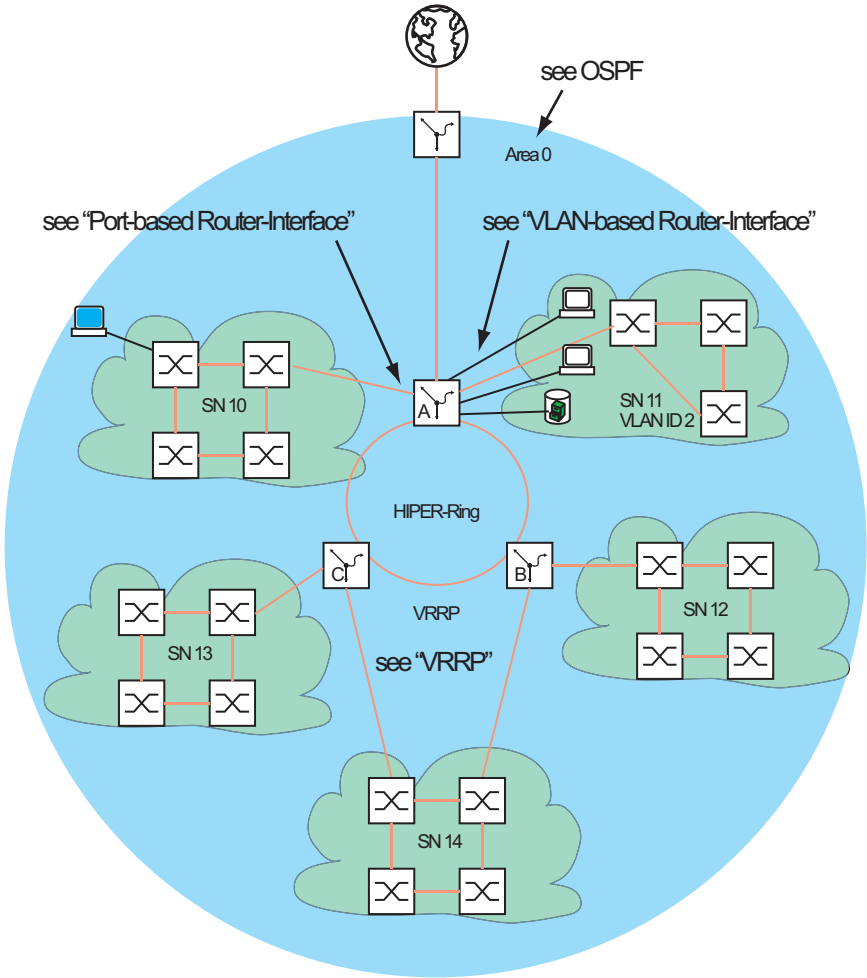 see OSPF
Area 0
see “Port-based Router-Interface”
see “VLAN-based Router-Interface”
SN 10
A
SN 11
VLAN ID 2
HIPER-Ring
C
B
VRRP
SN 12
SN 13
see “VRRP”
SN 14